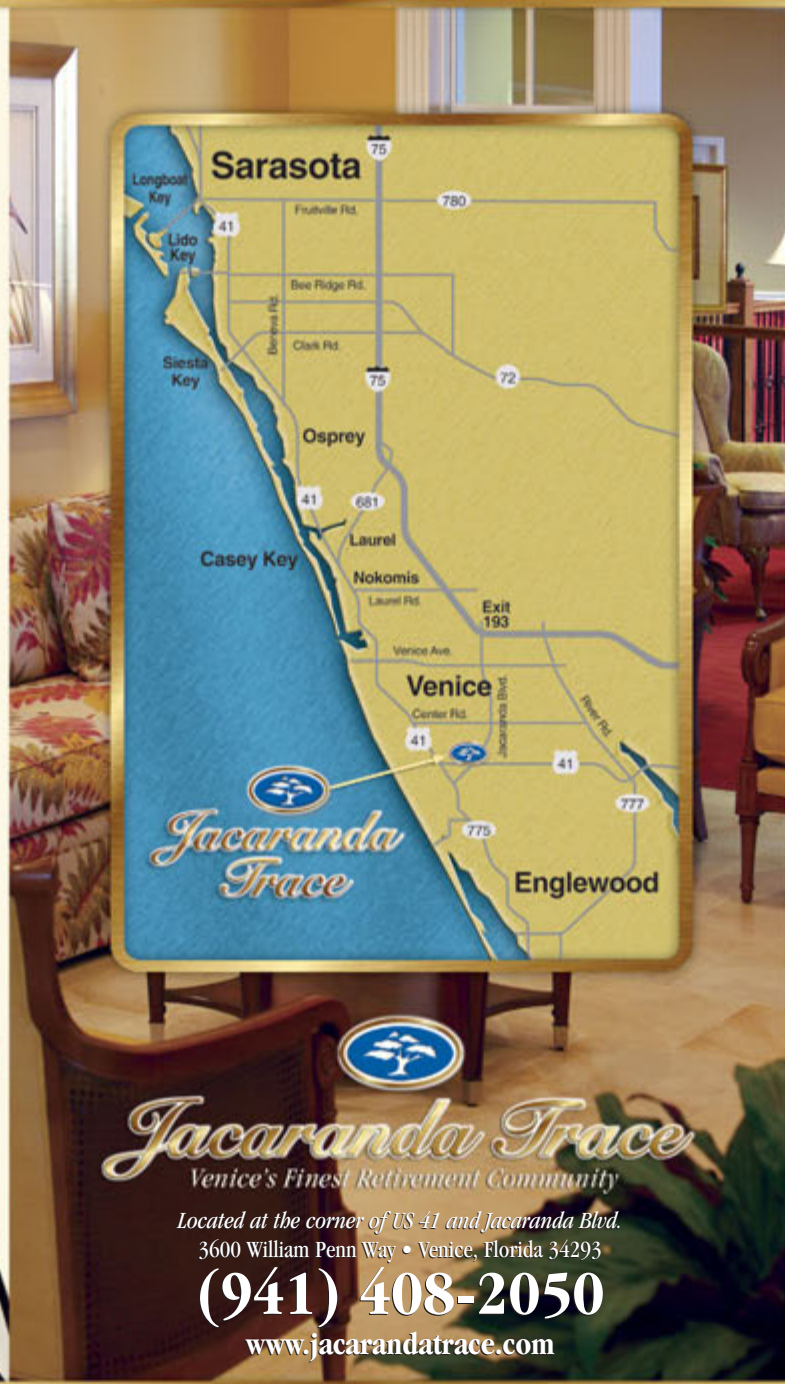 75
Sarasota
Longboat
Key
780
Fruitville Rd.
41
Lido
Key
Bee Ridge Rd.
Beneva Rd.
Clark Rd.
Siesta
Key
75
72
Osprey
41
681
Laurel
Casey Key
Nokomis
Laurel Rd.
Exit
193
Venice Ave.
Venice
Jacaranda Blvd.
River Rd.
Center Rd.
41
41
777
775
Jacaranda
Trace
Englewood
Jacaranda Trace
Venice's Finest Retirement Community
Located at the corner of US 41 and Jacaranda Blvd.
3600 William Penn Way • Venice, Florida 34293
(941) 408-2050
www.jacarandatrace.com